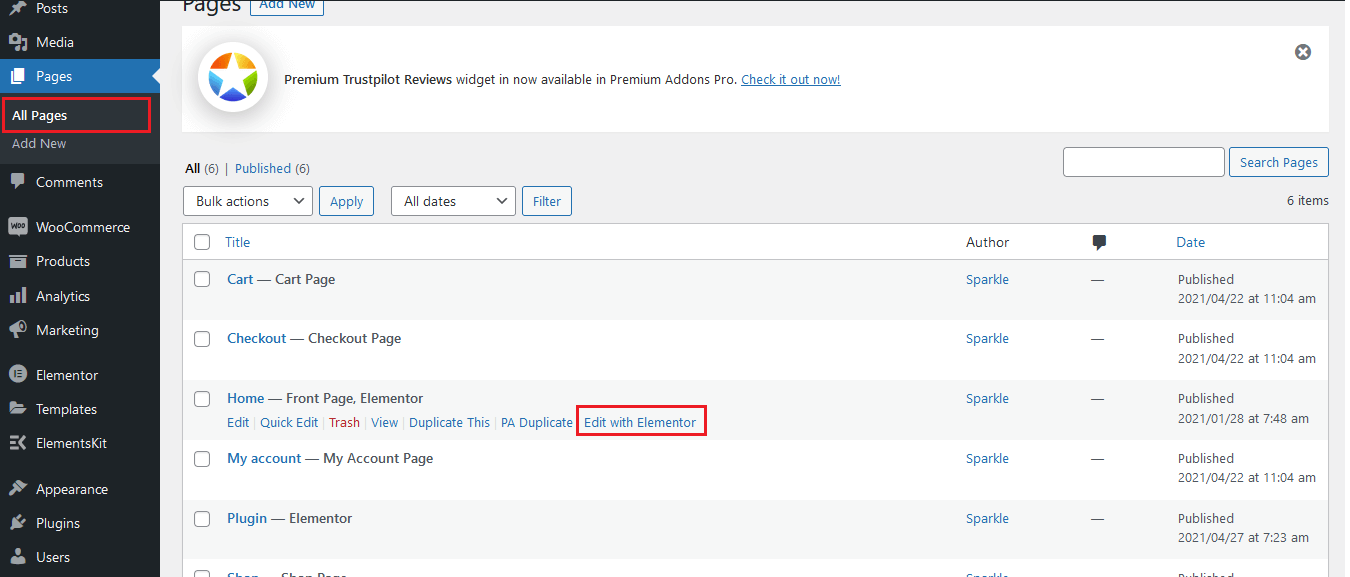 Posts
Media
Pages
All Pages
Add New
Comments
WOO WooCommerce
Products
Analytics
Marketing
Elementor
Templates
ElementsKit
Appearance
Plugins
Users
Pages Add New
Premium Trustpilot Reviews widget in now available in Premium Addons Pro. Check it out now!
All (6) | Published (6)
Search Pages
Bulk actions Apply All dates Filter 6 items
Title Author Date
Cart — Cart Page Sparkle — Published
2021/04/22 at 11:04 am
Checkout — Checkout Page Sparkle — Published
2021/04/22 at 11:04 am
Home — Front Page, Elementor Sparkle — Published
Edit | Quick Edit | Trash | View | Duplicate This | PA Duplicate Edit with Elementor 2021/01/28 at 7:48 am
My account — My Account Page Sparkle — Published
2021/04/22 at 11:04 am
Plugin — Elementor Sparkle — Published
2021/04/27 at 7:23 am
Shop — Shop Page Sparkle Published